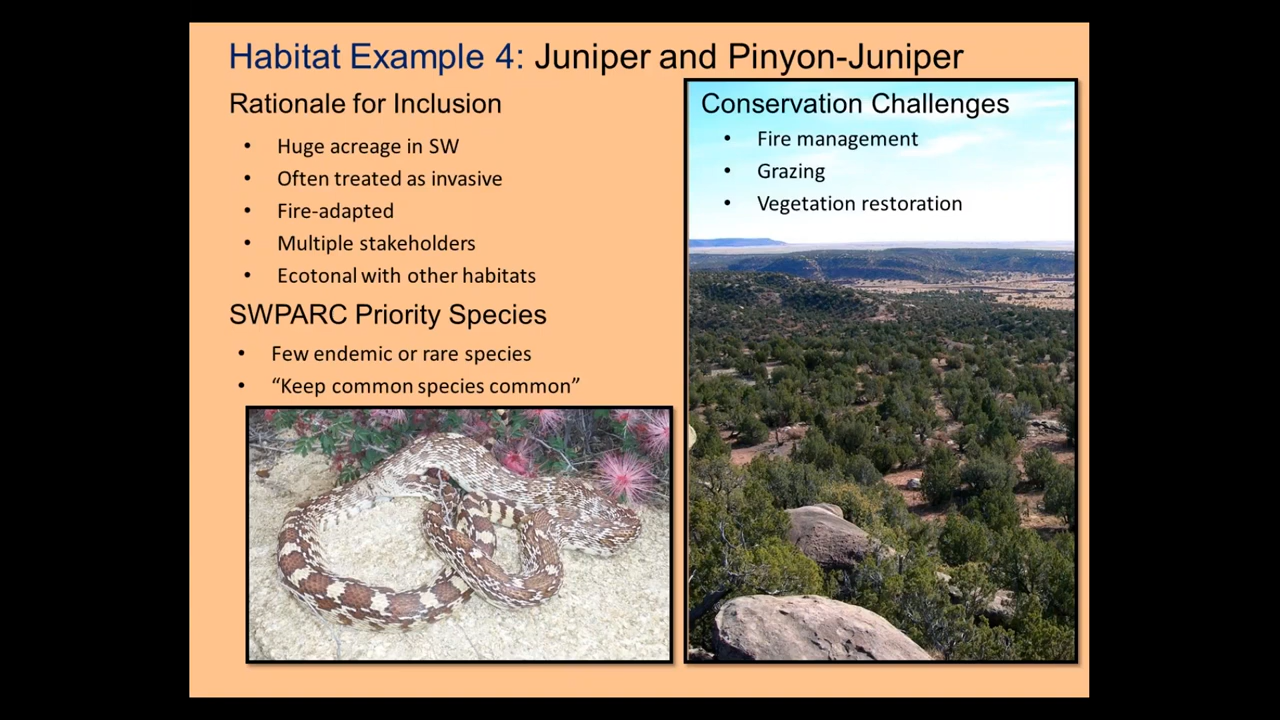 Habitat Example 4: Juniper and Pinyon-Juniper
Rationale for Inclusion
• Huge acreage in SW
• Often treated as invasive
• Fire-adapted
• Multiple stakeholders
• Ecotonal with other habitats
SWPARC Priority Species
• Few endemic or rare species
• “Keep common species common”
Conservation Challenges
• Fire management
• Grazing
• Vegetation restoration